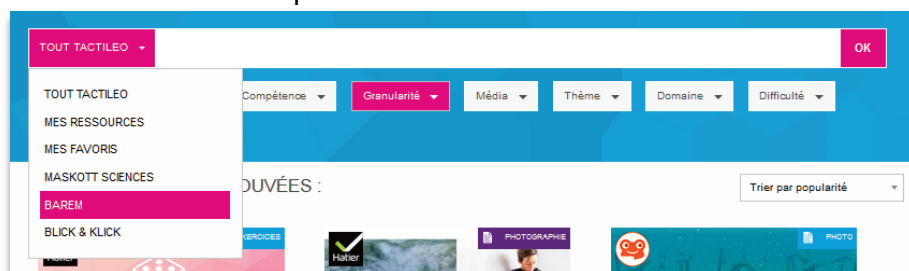 TOUT TACTILEO
OK
TOUT TACTILEO
MES RESSOURCES
MES FAVORIS
MASKOTT SCIENCES
BAREM
BLICK & KLICK
Compétence
Granularité
Média
Thème
Domaine
Difficulté
OUVÉES :
Trier par popularité
XERCICES
Hatier
Hatier
PHOTOGRAPHIE
PHOTO